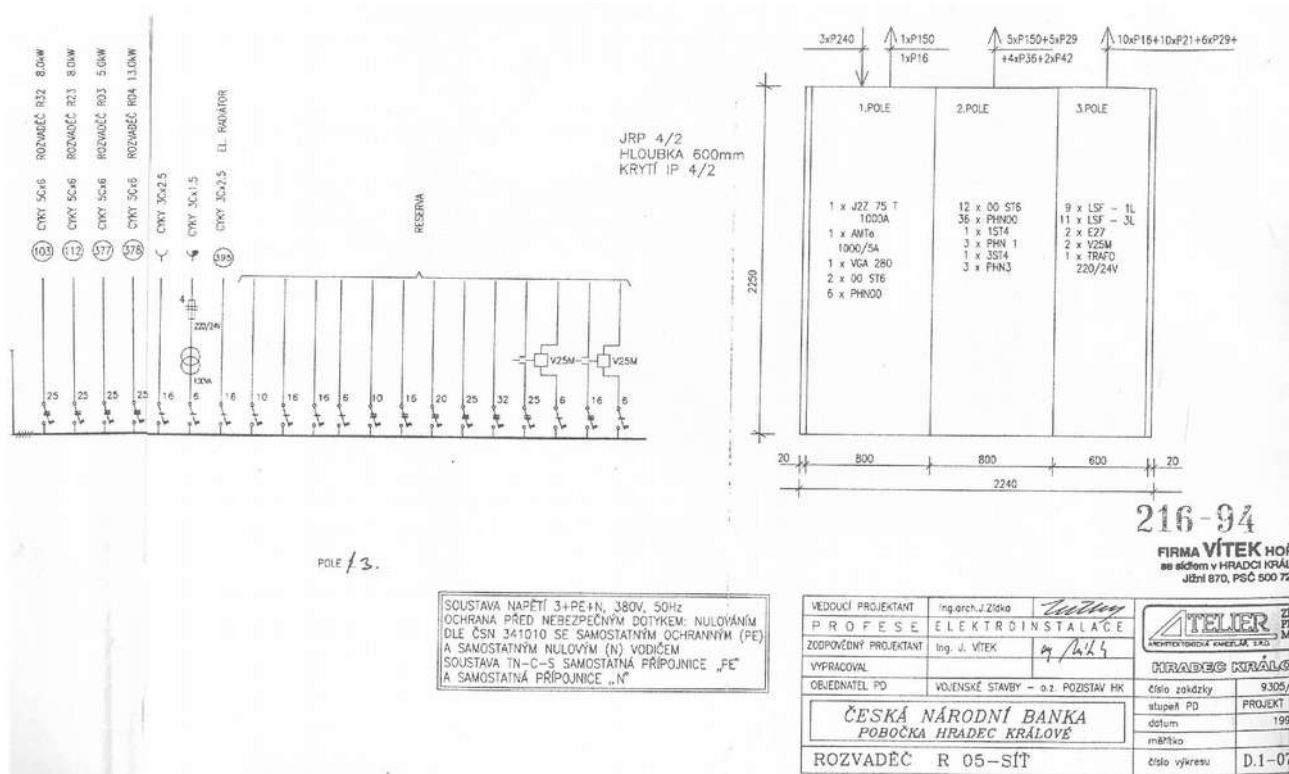 ROZVADĚČ R32 8.0kW
ROZVADĚČ R23 8.0kW
ROZVADĚČ R03 5.0kW
ROZVADĚČ R04 13.0kW
EL. RADIATOR
CYKY 5Cx6
CYKY 5Cx6
CYKY 5Cx6
CYKY 5Cx6
CYKY 3Cx2.5
CYKY 3Cx1.5
CYKY 3Cx2.5
103
112
377
378
395
RESERVA
4
220/24V
100VA
V25M
V25M
25
25
25
25
16
6
16
10
16
16
6
10
16
20
25
32
25
6
16
6
POLE 3.
JRP 4/2
HLOUBKA 600mm
KRYTÍ IP 4/2
3xP240
1xP150
1xP16
5xP150+5xP29
+4xP36+2xP42
10xP16+10xP21+6xP29+
1.POLE
2.POLE
3.POLE
1 x J2Z 75 T
1000A
1 x AMTe
1000/5A
1 x VGA 280
2 x 00 ST6
6 x PHN00
12 x 00 ST6
36 x PHN00
1 x 1ST4
3 x PHN 1
1 x 3ST4
3 x PHN3
9 x LSF - 1L
11 x LSF - 3L
2 x E27
2 x V25M
1 x TRAFO
220/24V
2250
20
800
800
600
20
2240
216-94
FIRMA VÍTEK
se sídlem v HRADCI
Jižní 870, PSČ 500
SOUSTAVA NAPĚTÍ 3+PE+N, 380V, 50Hz
OCHRANA PŘED NEBEZPEČNÝM DOTYKEM: NULOVÁNÍM
DLE ČSN 341010 SE SAMOSTATNÝM OCHRANNÝM (PE)
A SAMOSTATNÝM NULOVÝM (N) VODIČEM
SOUSTAVA TN-C-S SAMOSTATNÁ PŘÍPOJNICE „PE"
A SAMOSTATNÁ PŘÍPOJNICE „N"
VEDOUCÍ PROJEKTANT Ing.arch.J.Zídka
PROFESE ELEKTROINSTALACE
ZODPOVĚDNÝ PROJEKTANT Ing. J. VÍTEK
VYPRACOVAL
OBJEDNATEL PD VOJENSKÉ STAVBY - o.z. POZISTAV HK
ČESKÁ NÁRODNÍ BANKA
POBOČKA HRADEC KRÁLOVÉ
ROZVADĚČ R 05-SÍŤ
ATELIER
ARCHITEKTONICKÁ KANCELÁŘ, S.R.O.
HRADEC
číslo zakázky 9305/
stupeň PD PROJEKT
datum 199
měřítko
číslo výkresu D.1-07